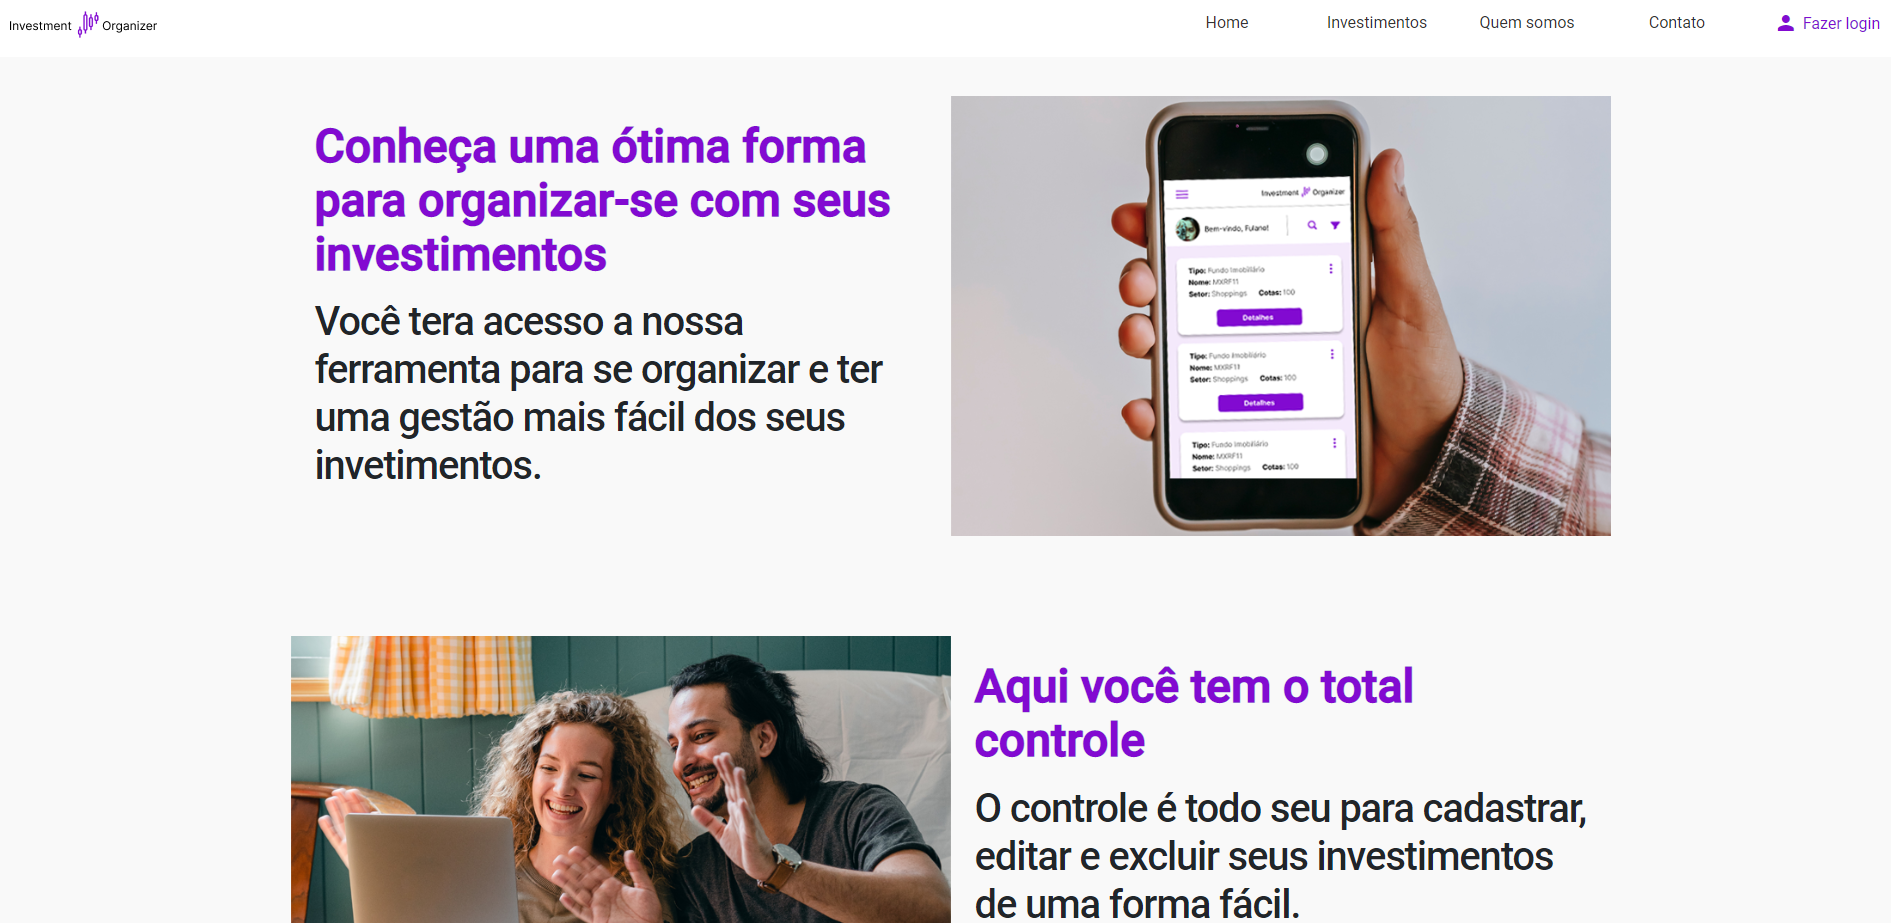 Investment Organizer
Home Investimentos Quem somos Contato Fazer login
Conheça uma ótima forma
para organizar-se com seus
investimentos
Você tera acesso a nossa
ferramenta para se organizar e ter
uma gestão mais fácil dos seus
invetimentos.
Investment Organizer
Bem-vindo, Fulano!
Tipo: Fundo Imobiliário
Nome: MXRF11
Setor: Shoppings Cotas: 100
Detalhes
Tipo: Fundo Imobiliário
Nome: MXRF11
Setor: Shoppings Cotas: 100
Detalhes
Tipo: Fundo Imobiliário
Nome: MXRF11
Setor: Shoppings Cotas: 100
Aqui você tem o total
controle
O controle é todo seu para cadastrar,
editar e excluir seus investimentos
de uma forma fácil.